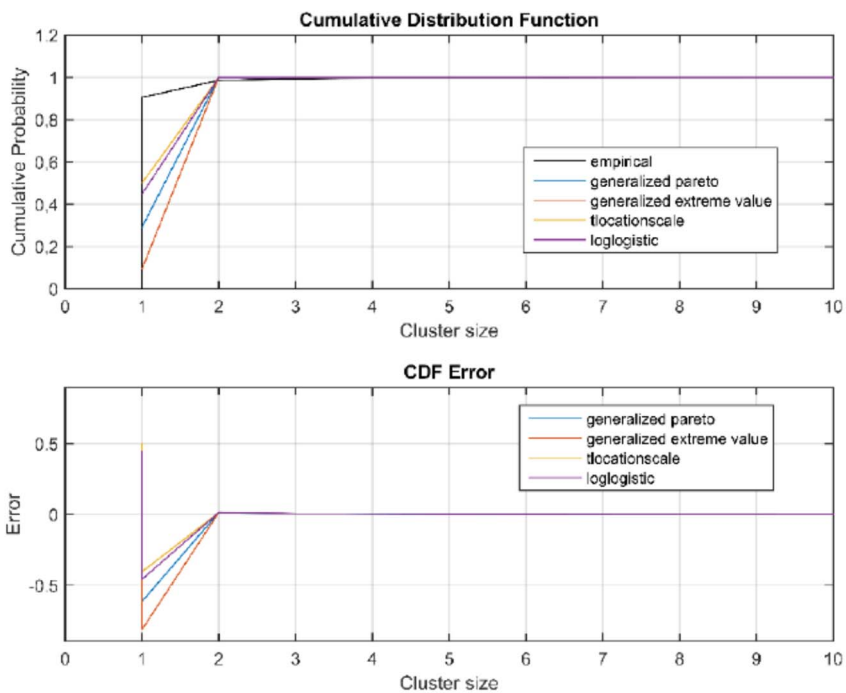 Cumulative Distribution Function
1.2
1
0.8
0.6
0.4
0.2
0
Cumulative Probability
empirical
generalized pareto
generalized extreme value
tlocationscale
loglogistic
0 1 2 3 4 5 6 7 8 9 10
Cluster size
CDF Error
0.5
0
-0.5
Error
generalized pareto
generalized extreme value
tlocationscale
loglogistic
0 1 2 3 4 5 6 7 8 9 10
Cluster size